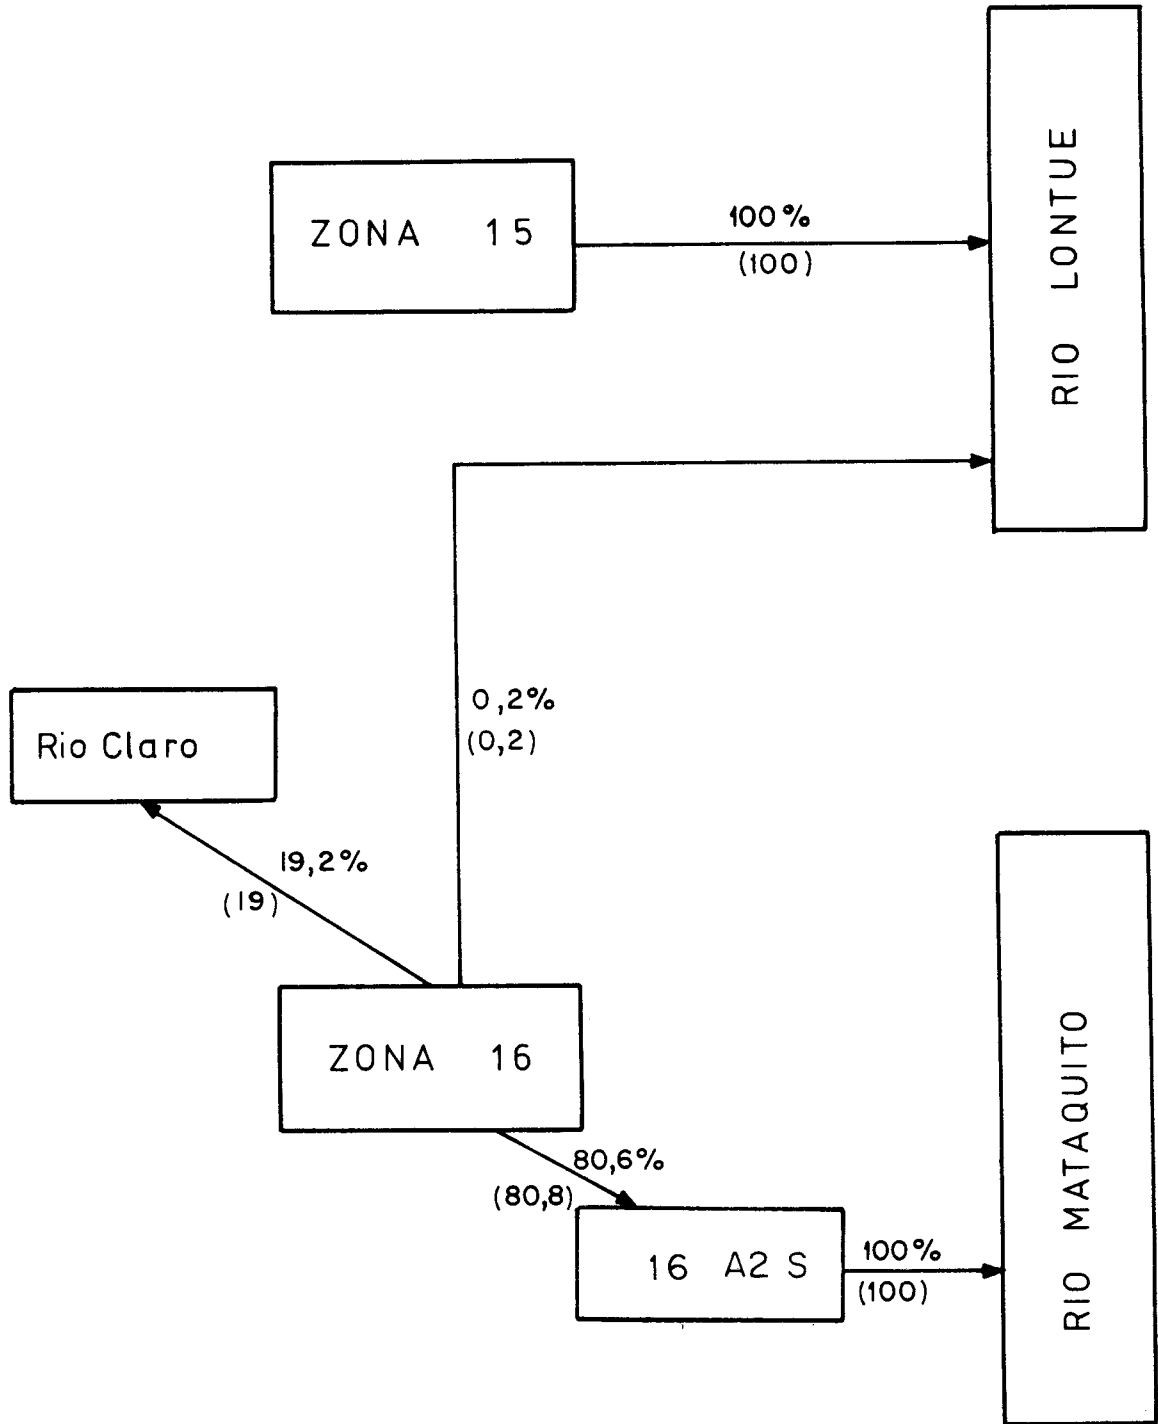 ZONA 15
100%
(100)
RIO LONTUE
0,2%
(0,2)
Rio Claro
19,2%
(19)
ZONA 16
80,6%
(80,8)
16 A2 S
100%
(100)
RIO MATAQUITO